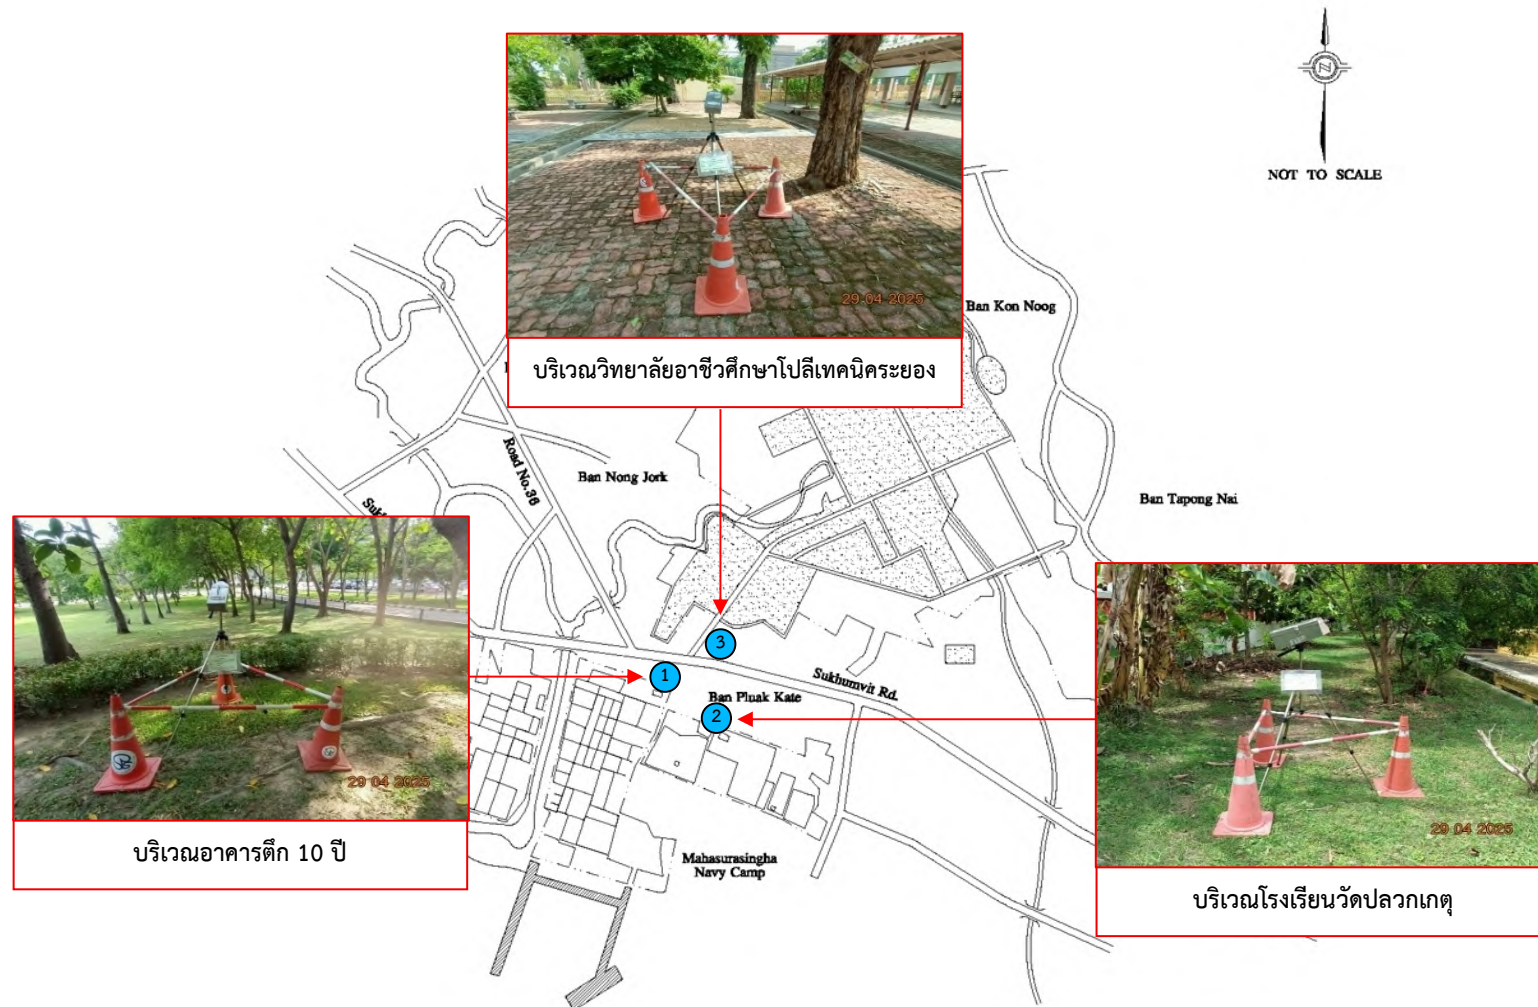 NOT TO SCALE
29 04 2025
บริเวณวิทยาลัยอาชีวศึกษาโปลีเทคนิคระยอง
Ban Kon Noog
Road No.36
Ban Nong Jork
Ban Tapong Nai
29 04 2025
บริเวณอาคารตึก 10 ปี
3
1
Sukhumvit Rd.
Ban Pluak Kate
2
29 04 2025
บริเวณโรงเรียนวัดปลวกเกตุ
Mahasurasingha
Navy Camp